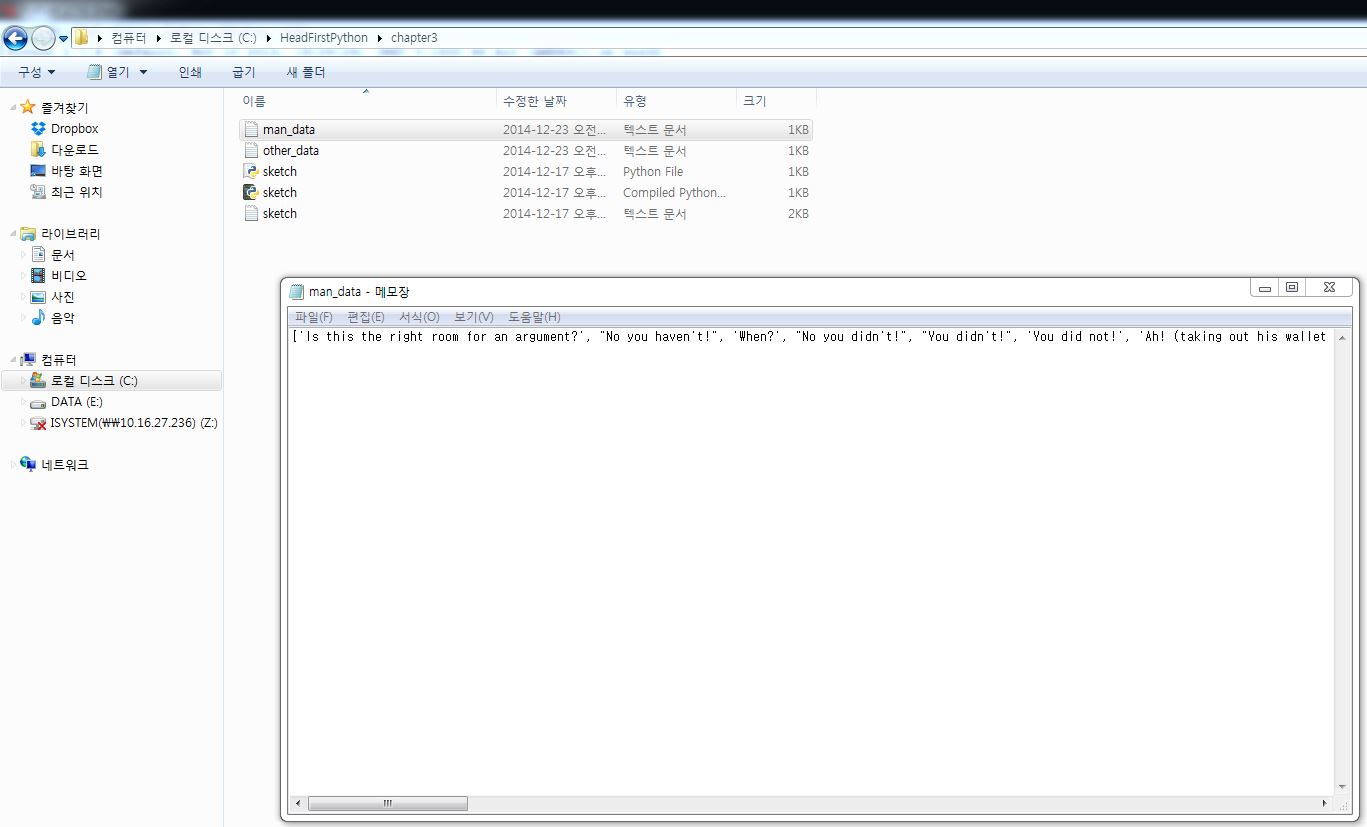 컴퓨터 로컬 디스크 (C:) HeadFirstPython chapter3
구성 열기 인쇄 굽기 새 폴더
이름 수정한 날짜 유형 크기
man_data 2014-12-23 오전... 텍스트 문서 1KB
other_data 2014-12-23 오전... 텍스트 문서 1KB
sketch 2014-12-17 오후... Python File 1KB
sketch 2014-12-17 오후... Compiled Python... 1KB
sketch 2014-12-17 오후... 텍스트 문서 2KB
즐겨찾기
Dropbox
다운로드
바탕 화면
최근 위치
라이브러리
문서
비디오
사진
음악
컴퓨터
로컬 디스크 (C:)
DATA (E:)
ISYSTEM(₩₩10.16.27.236) (Z:)
네트워크
man_data - 메모장
파일(F) 편집(E) 서식(O) 보기(V) 도움말(H)
['Is this the right room for an argument?', "No you haven't!", 'When?', "No you didn't!", "You didn't!", 'You did not!', 'Ah! (taking out his wallet